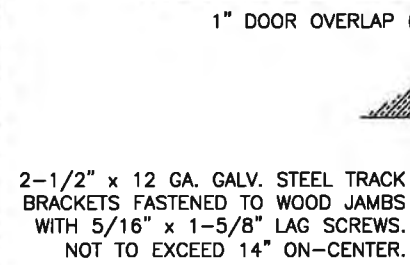 1" DOOR OVERLAP
2-1/2" x 12 GA. GALV. STEEL TRACK
BRACKETS FASTENED TO WOOD JAMBS
WITH 5/16" x 1-5/8" LAG SCREWS.
NOT TO EXCEED 14" ON-CENTER.